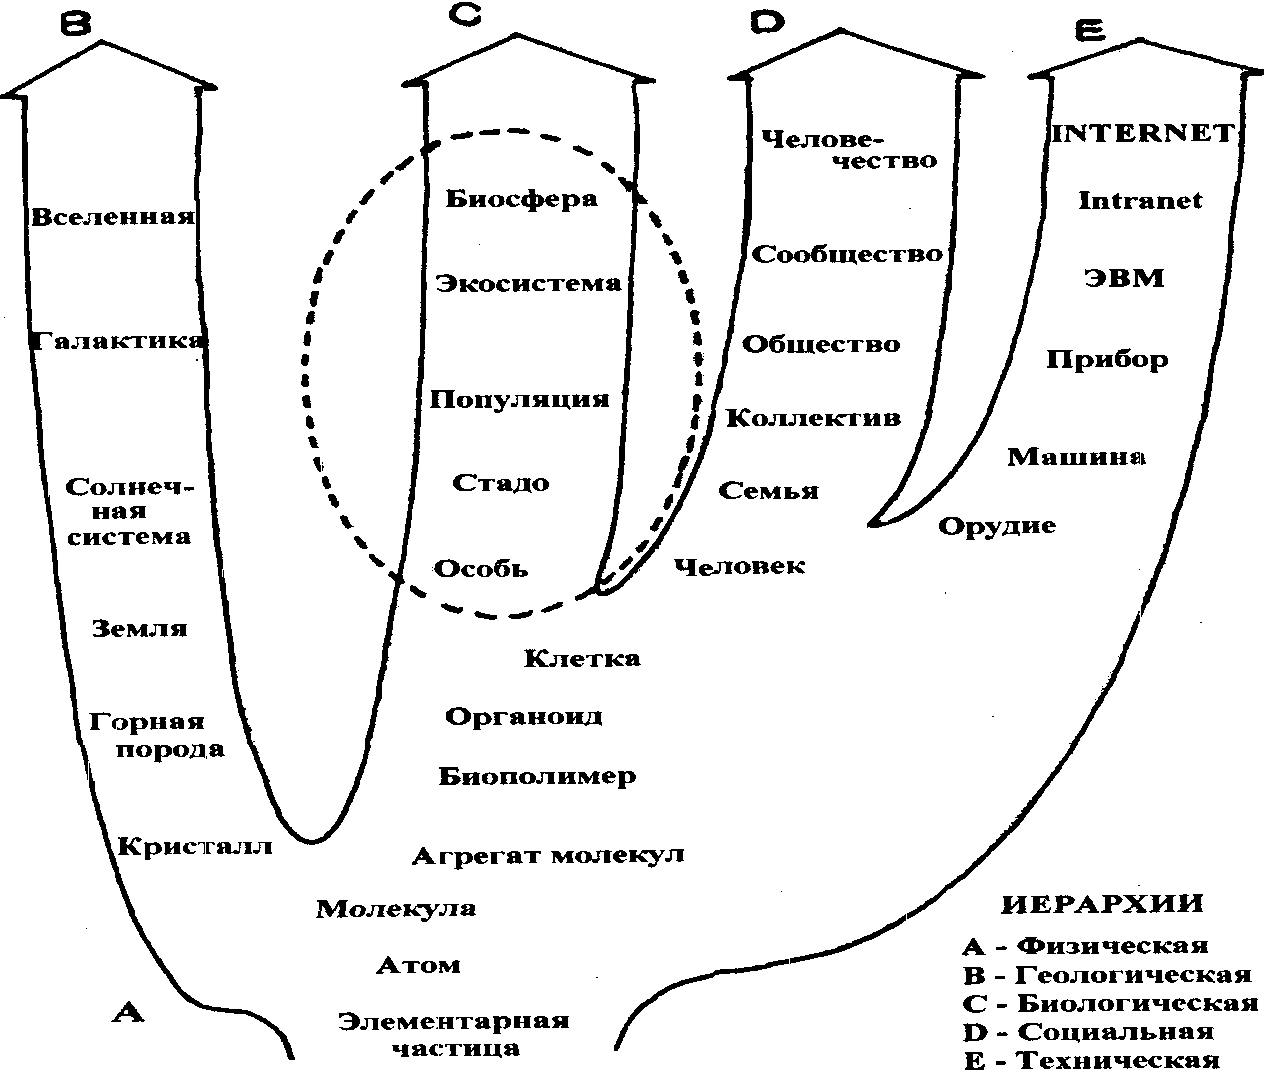 B
C
D
E
Вселенная
Галактика
Солнеч-
ная
система
Земля
Горная
порода
Кристалл
Биосфера
Экосистема
Популяция
Стадо
Особь
Клетка
Органоид
Биополимер
Агрегат молекул
Молекула
Атом
Элементарная
частица
A
Челове-
чество
Сообщество
Общество
Коллектив
Семья
Человек
INTERNET
Intranet
ЭВМ
Прибор
Машина
Орудие
ИЕРАРХИИ
A - Физическая
B - Геологическая
C - Биологическая
D - Социальная
E - Техническая